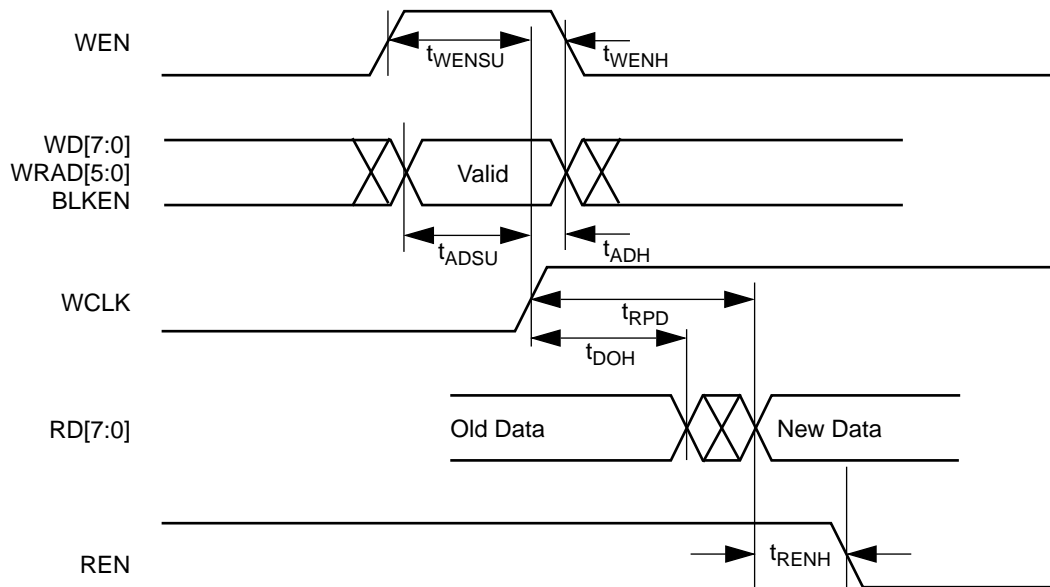 WEN
tWENSU
tWENH
WD[7:0]
WRAD[5:0]
BLKEN
Valid
tADSU
tADH
WCLK
tRPD
tDOH
RD[7:0]
Old Data
New Data
REN
tRENH